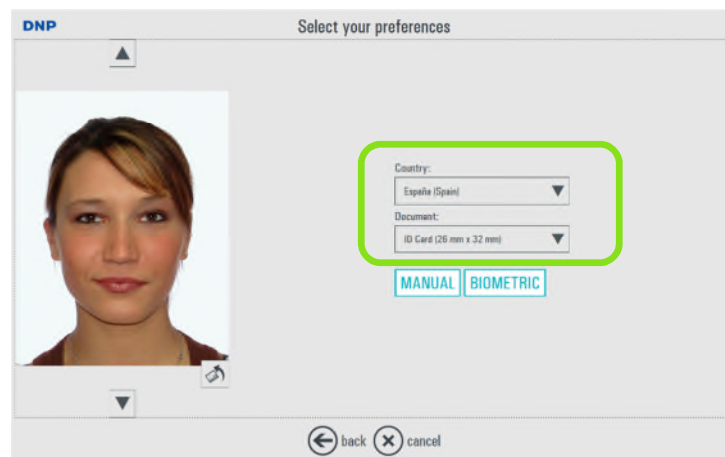 DNP
Select your preferences
Country:
España (Spain)
Document:
ID Card (26 mm x 32 mm)
MANUAL BIOMETRIC
back cancel